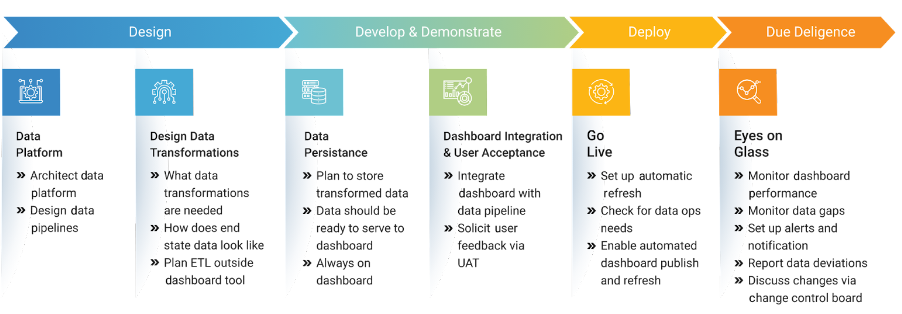 Design
Develop & Demonstrate
Deploy
Due Deligence
Data
Platform
» Architect data
platform
» Design data
pipelines
Design Data
Transformations
» What data
transformations
are needed
» How does end
state data look like
» Plan ETL outside
dashboard tool
Data
Persistance
» Plan to store
transformed data
» Data should be
ready to serve to
dashboard
» Always on
dashboard
Dashboard Integration
& User Acceptance
» Integrate
dashboard with
data pipeline
» Solicit user
feedback via
UAT
Go
Live
» Set up automatic
refresh
» Check for data ops
needs
» Enable automated
dashboard publish
and refresh
Eyes on
Glass
» Monitor dashboard
performance
» Monitor data gaps
» Set up alerts and
notification
» Report data deviations
» Discuss changes via
change control board